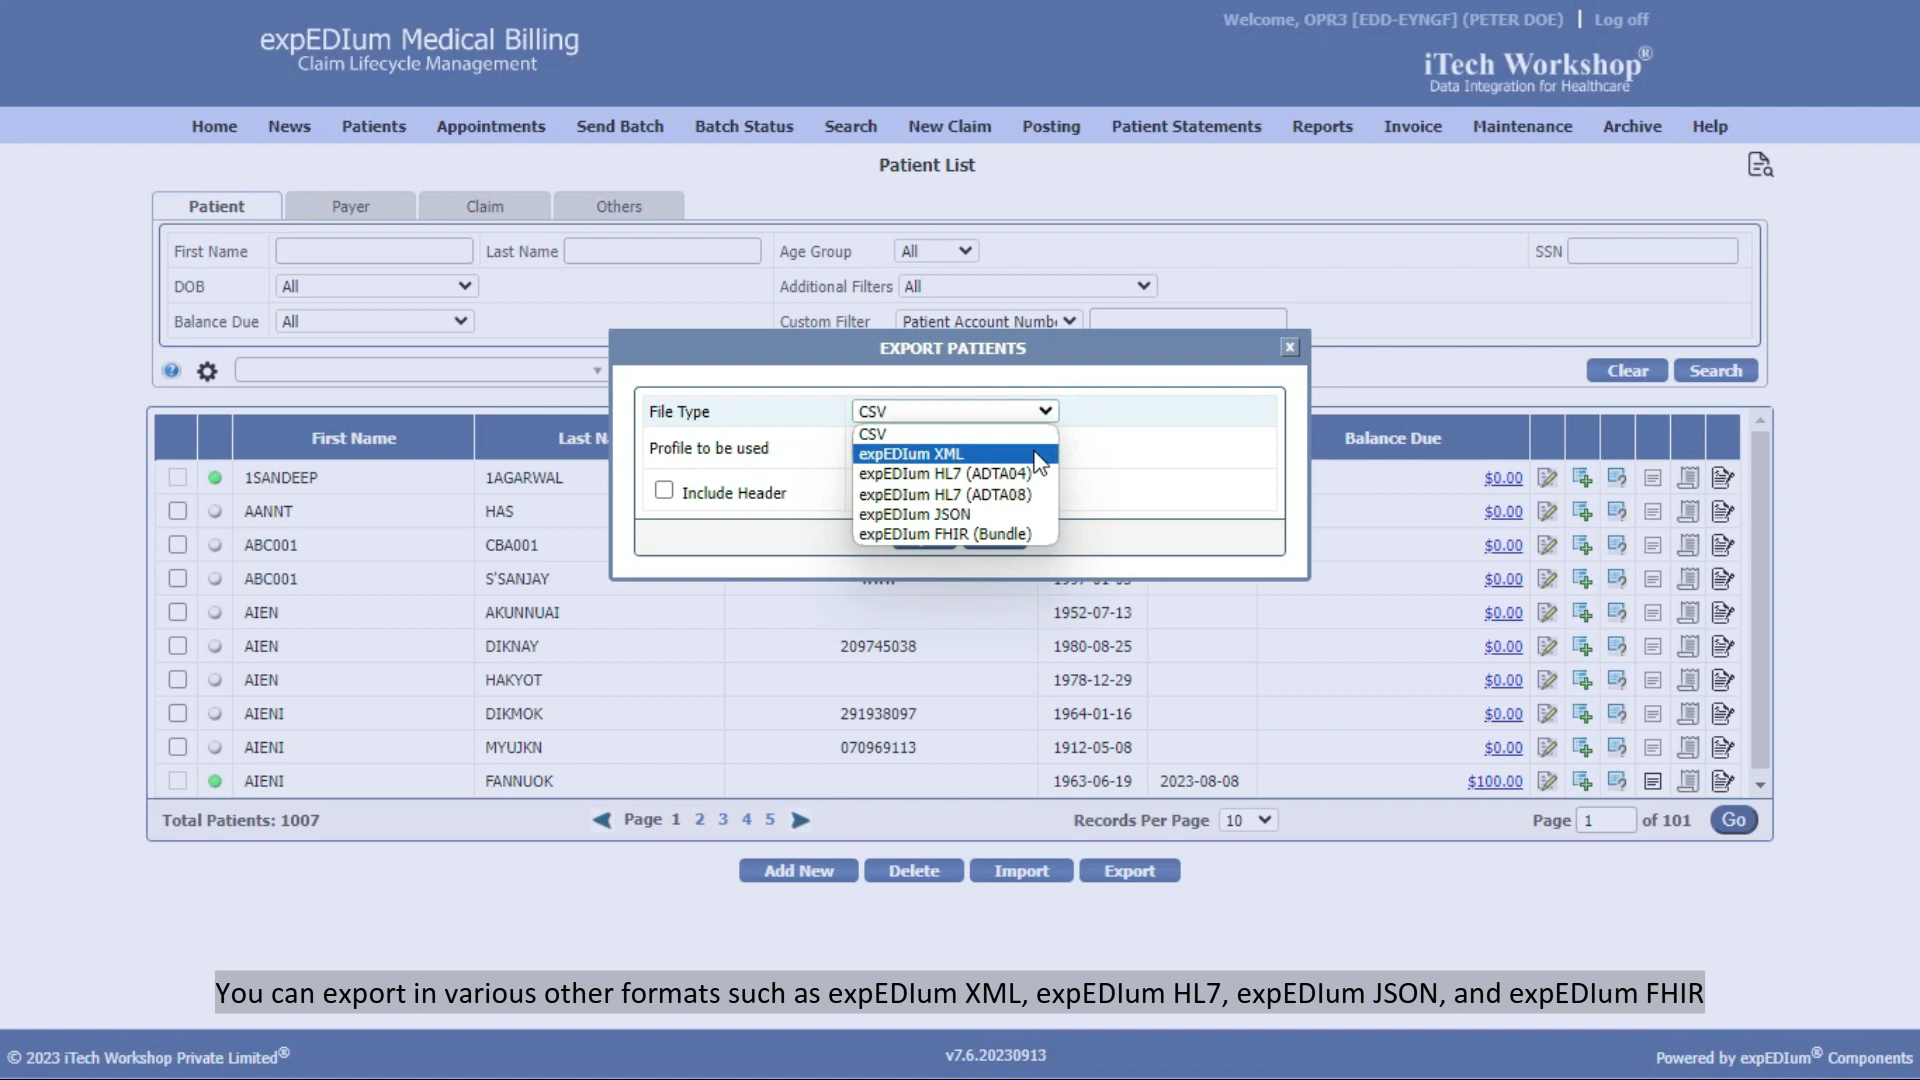 expEDIum Medical Billing
Claim Lifecycle Management
Welcome, OPR3 [EDD-EYNGF] (PETER DOE) | Log off
iTech Workshop®
Data Integration for Healthcare
Home News Patients Appointments Send Batch Batch Status Search New Claim Posting Patient Statements Reports Invoice Maintenance Archive Help
Patient List
Patient Payer Claim Others
First Name Last Name Age Group All SSN
DOB All Additional Filters All
Balance Due All Custom Filter Patient Account Numb
Clear Search
EXPORT PATIENTS
File Type CSV
CSV
Profile to be used
expEDIum XML
expEDIum HL7 (ADTA04)
Include Header
expEDIum HL7 (ADTA08)
expEDIum JSON
expEDIum FHIR (Bundle)
First Name Last N Balance Due
1SANDEEP 1AGARWAL $0.00
AANNT HAS $0.00
ABC001 CBA001 $0.00
ABC001 S'SANJAY $0.00
AIEN AKUNNUAI 1952-07-13 $0.00
AIEN DIKNAY 209745038 1980-08-25 $0.00
AIEN HAKYOT 1978-12-29 $0.00
AIENI DIKMOK 291938097 1964-01-16 $0.00
AIENI MYUJKN 070969113 1912-05-08 $0.00
AIENI FANNUOK 1963-06-19 2023-08-08 $100.00
Total Patients: 1007 Page 1 2 3 4 5 Records Per Page 10 Page 1 of 101 Go
Add New Delete Import Export
You can export in various other formats such as expEDIum XML, expEDIum HL7, expEDIum JSON, and expEDIum FHIR
© 2023 iTech Workshop Private Limited® v7.6.20230913 Powered by expEDIum® Components